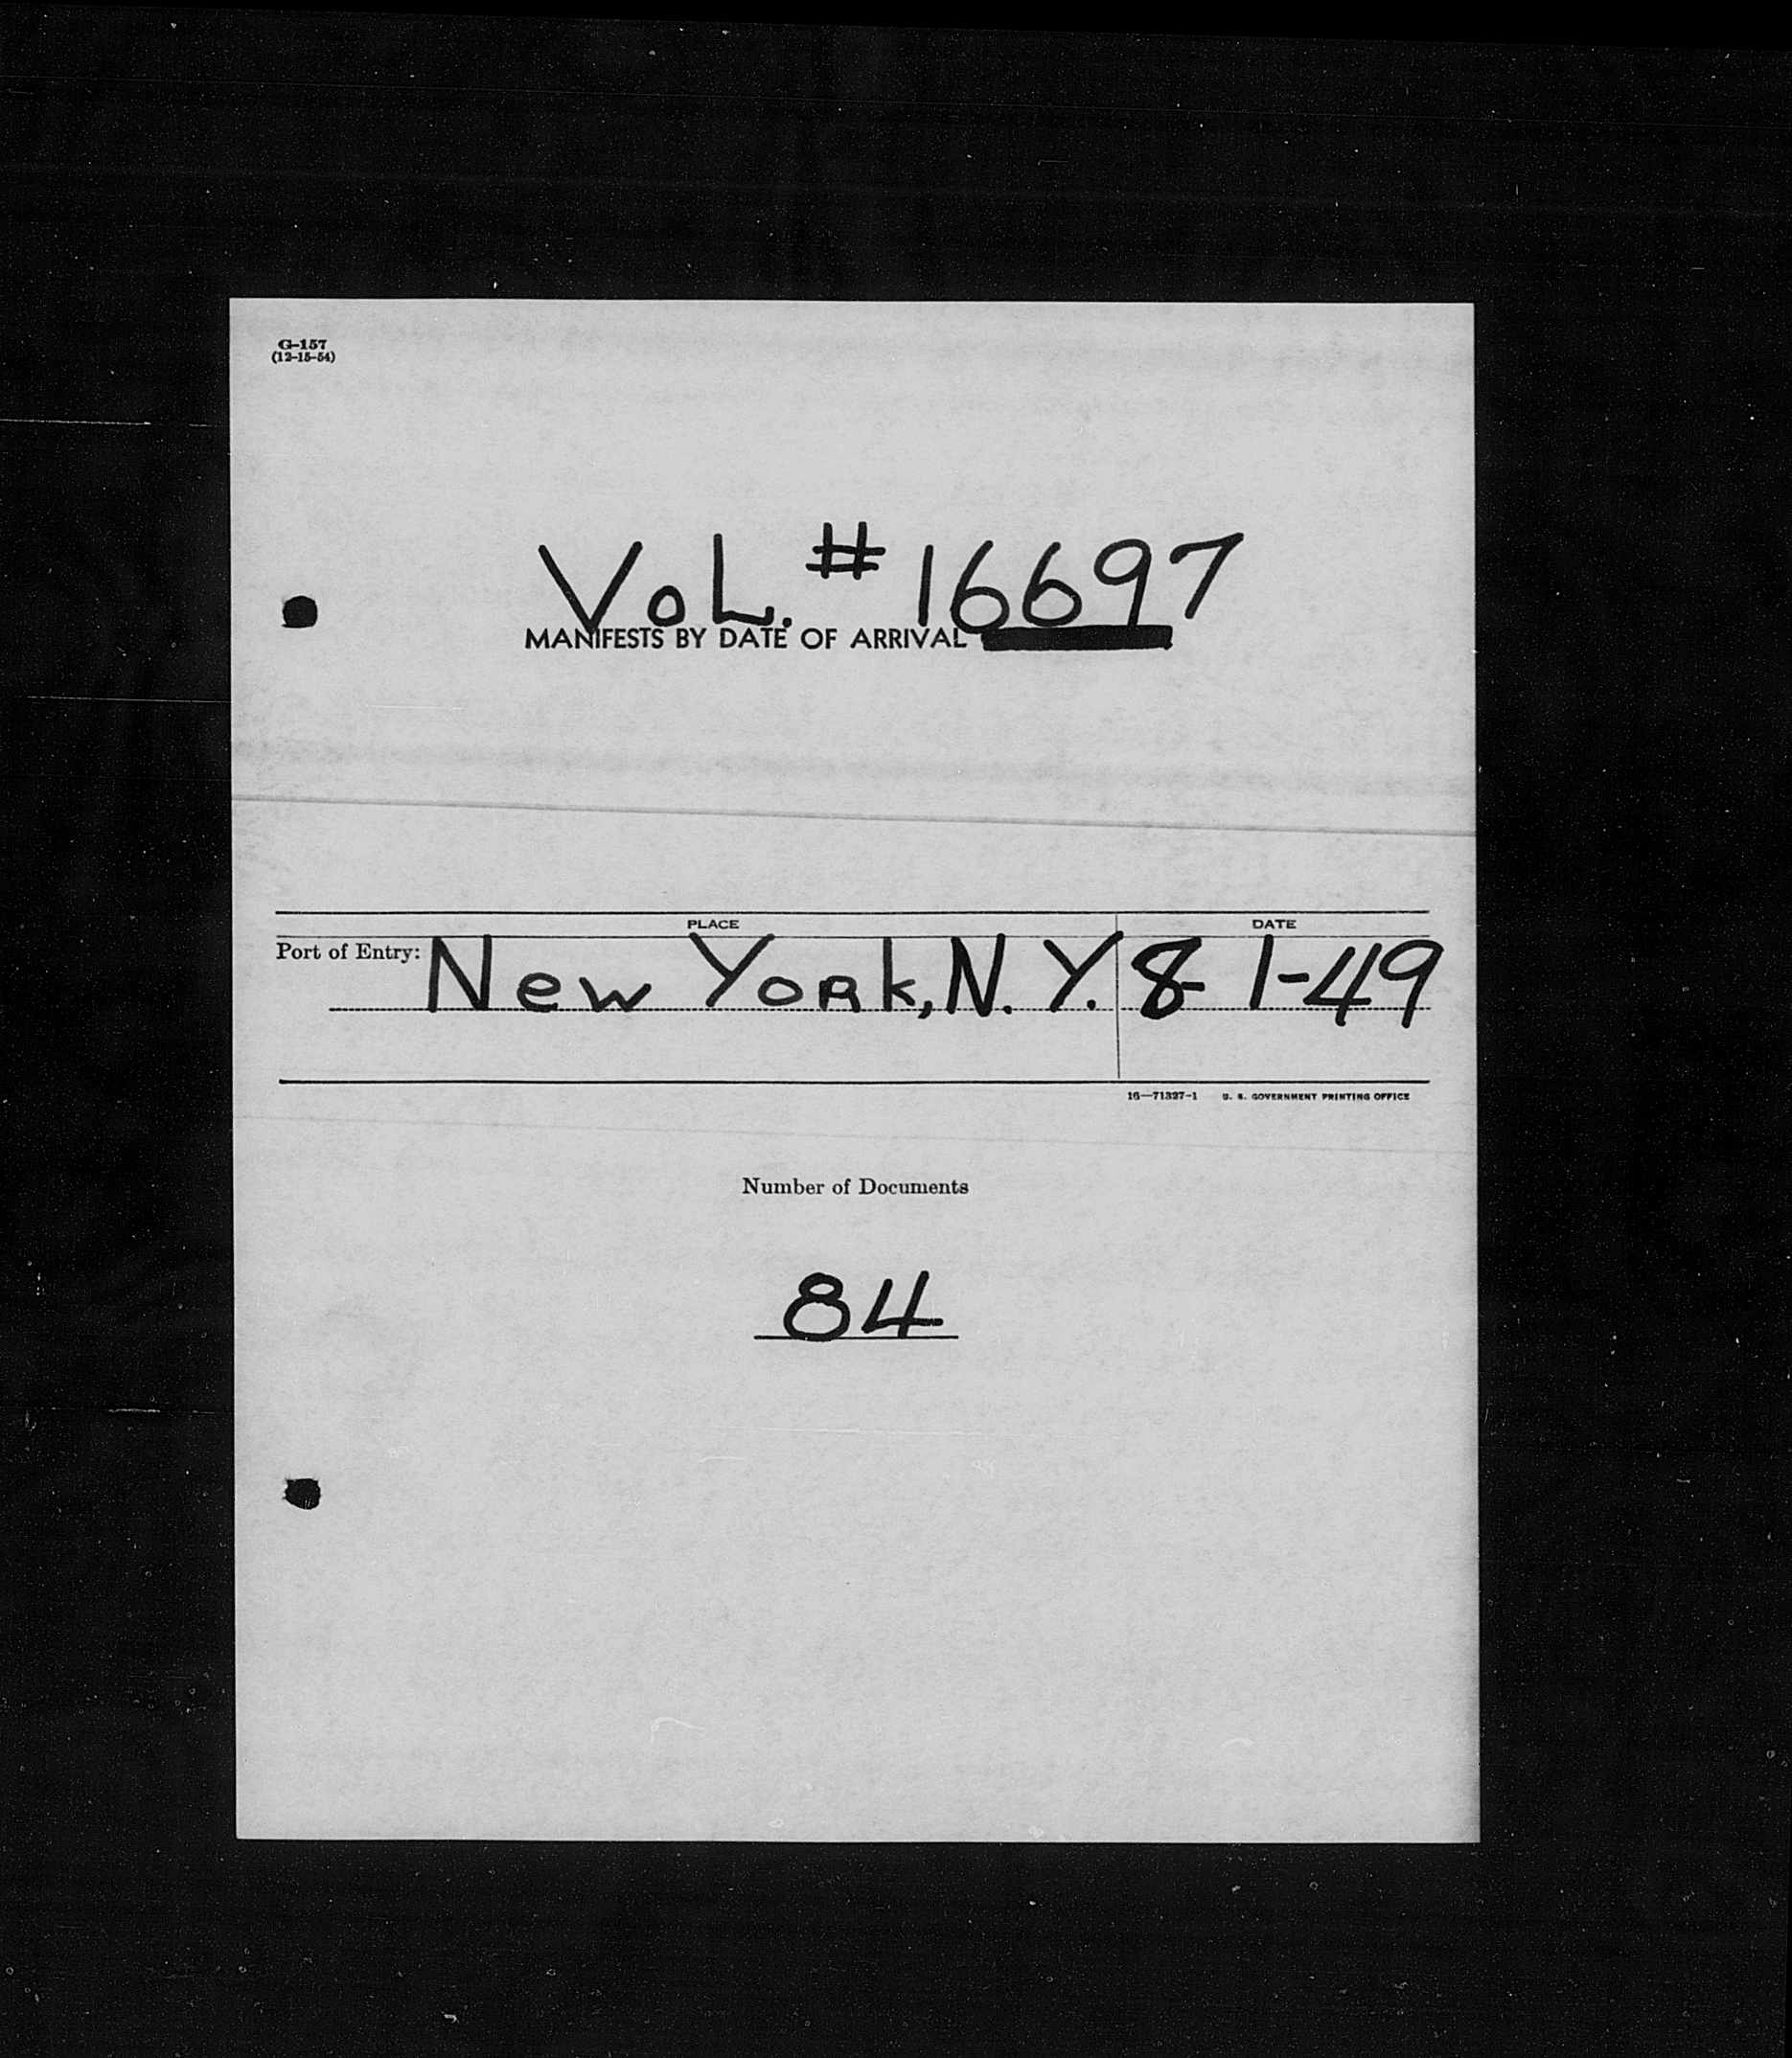 G-157
(12-15-54)
VoL. # 16697
MANIFESTS BY DATE OF ARRIVAL
PLACE DATE
Port of Entry: New York, N. Y. 8-1-49
16—71327-1 U. S. GOVERNMENT PRINTING OFFICE
Number of Documents
84